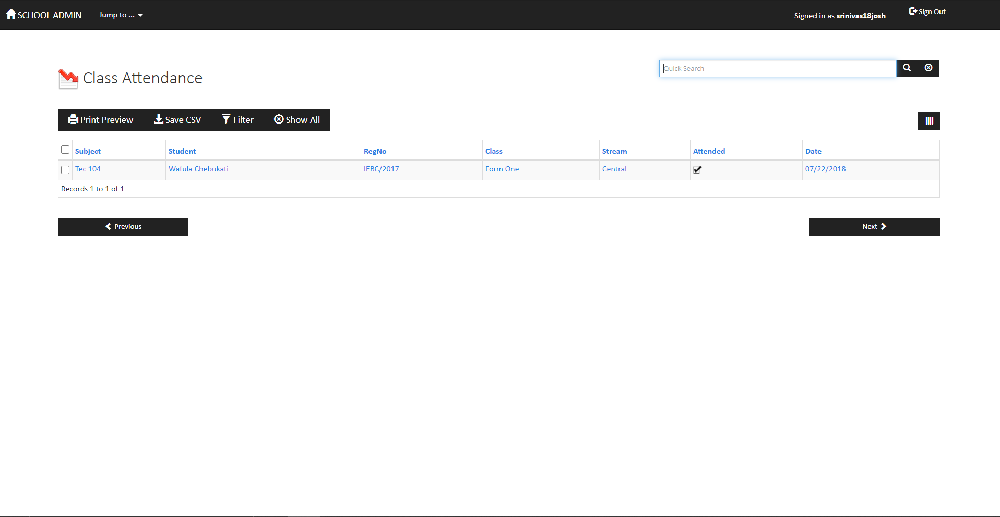 SCHOOL ADMIN Jump to ... Signed in as srinivas18josh Sign Out
Quick Search
Class Attendance
Print Preview Save CSV Filter Show All
Subject Student RegNo Class Stream Attended Date
Tec 104 Wafula Chebukati IEBC/2017 Form One Central 07/22/2018
Records 1 to 1 of 1
Previous Next